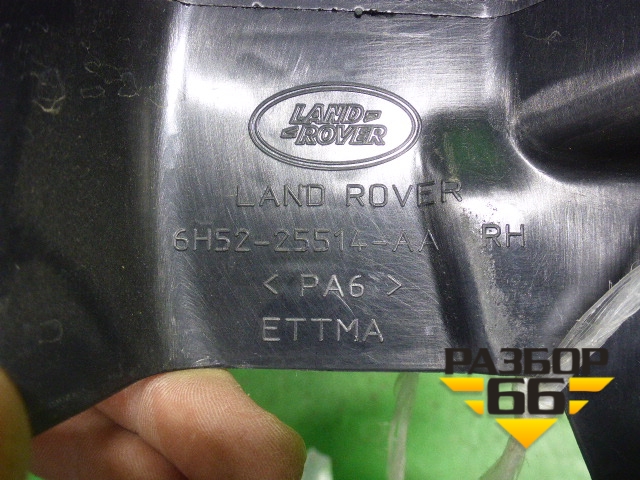 LAND
ROVER
LAND ROVER
6H52-25514-AA RH
< PA6 >
ETTMA
РАЗБОР
66